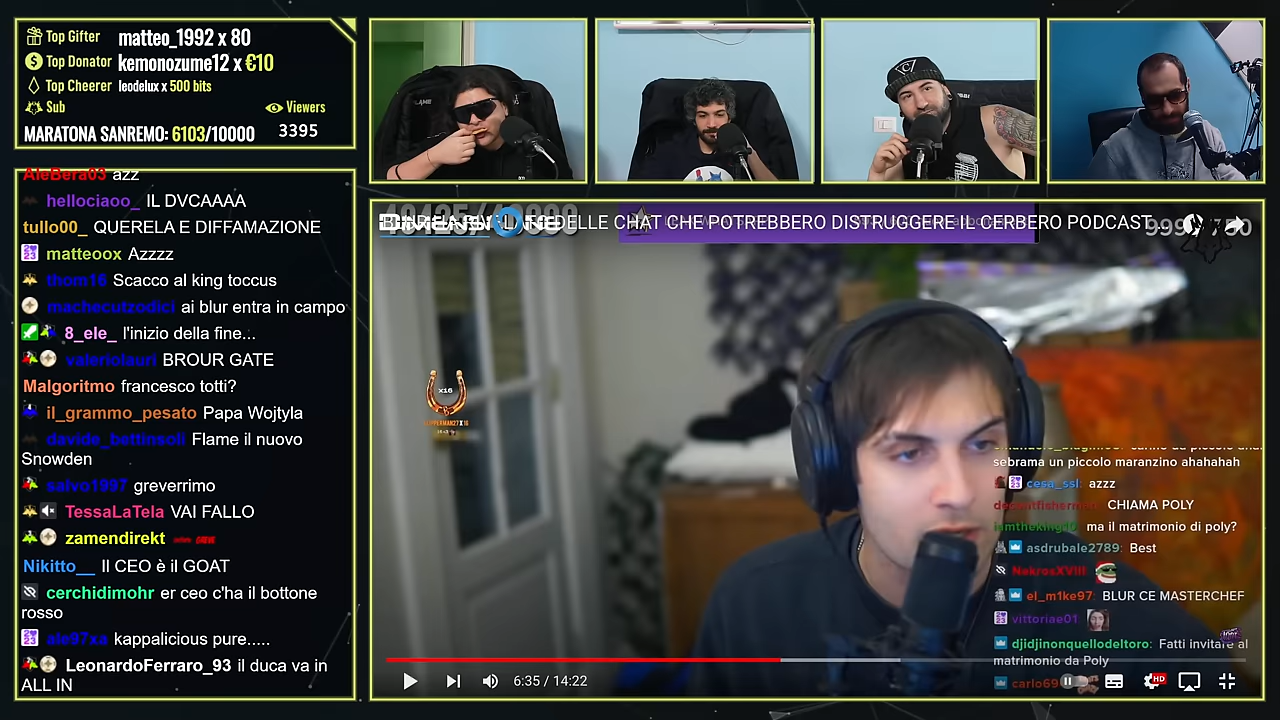 Top Gifter matteo_1992 x 80
Top Donator kemonozume12 x €10
Top Cheerer leodelux x 500 bits
Sub Viewers
MARATONA SANREMO: 6103/10000 3395
AleBera03 azz
hellociaoo_ IL DVCAAAA
tullo00_ QUERELA E DIFFAMAZIONE
matteoox Azzzz
thom16 Scacco al king toccus
machecutzodici ai blur entra in campo
8_ele_ l'inizio della fine...
valeriolauri BROUR GATE
Malgoritmo francesco totti?
il_grammo_pesato Papa Wojtyla
davide_bettinsoli Flame il nuovo
Snowden
salvo1997 greverrimo
TessaLaTela VAI FALLO
zamendirekt
Nikitto__ Il CEO è il GOAT
cerchidimohr er ceo c'ha il bottone
rosso
ale97xa kappalicious pure.....
LeonardoFerraro_93 il duca va in
ALL IN
DELLE CHAT CHE POTREBBERO DISTRUGGERE IL CERBERO PODCAST
x16
sebrama un piccolo maranzino ahahahah
cesa_ssl: azzz
CHIAMA POLY
ma il matrimonio di poly?
asdrubale2789: Best
NekrosXVIII:
el_m1ke97: BLUR CE MASTERCHEF
vittoriae01:
djidjinonquellodeltoro: Fatti invitare al
matrimonio da Poly
carlo69
6:35 / 14:22
HD